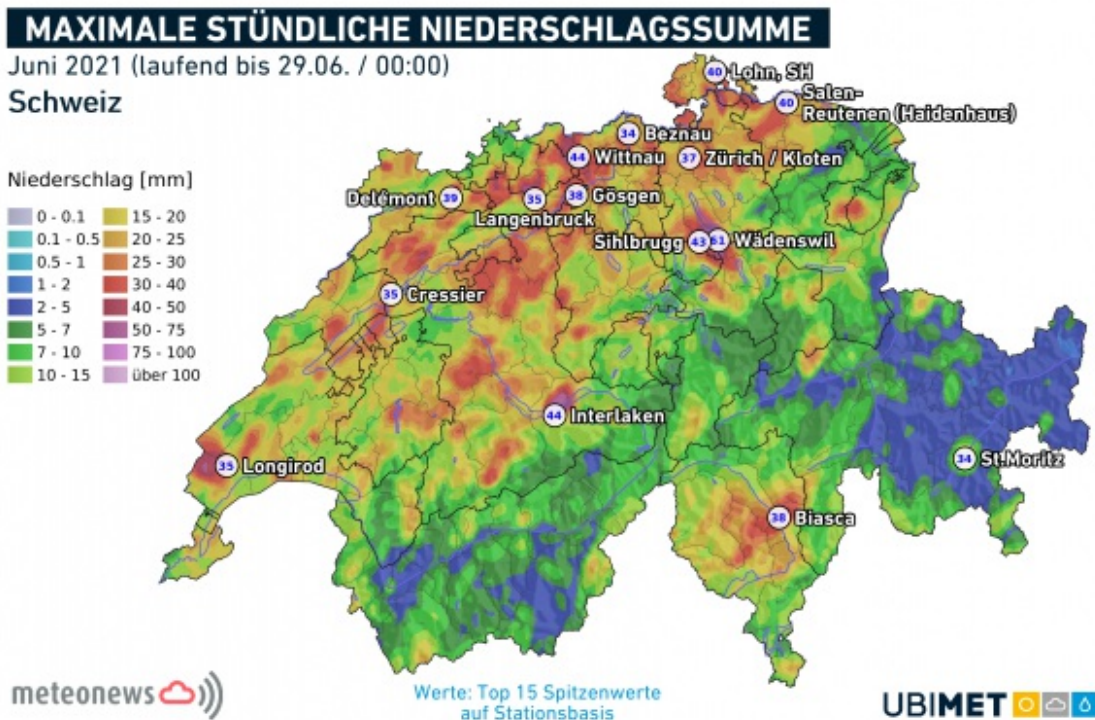 MAXIMALE STÜNDLICHE NIEDERSCHLAGSSUMME
Juni 2021 (laufend bis 29.06. / 00:00)
Schweiz
Niederschlag [mm]
0 - 0.1
0.1 - 0.5
0.5 - 1
1 - 2
2 - 5
5 - 7
7 - 10
10 - 15
15 - 20
20 - 25
25 - 30
30 - 40
40 - 50
50 - 75
75 - 100
über 100
40 Lohn, SH
40 Salen-
Reutenen (Haidenhaus)
34 Beznau
44 Wittnau
37 Zürich / Kloten
Delémont 39
35
Langenbruck
38 Gösgen
Sihlbrugg 43
61 Wädenswil
35 Cressier
44 Interlaken
35 Longirod
34 St.Moritz
38 Biasca
meteonews
Werte: Top 15 Spitzenwerte
auf Stationsbasis
UBIMET